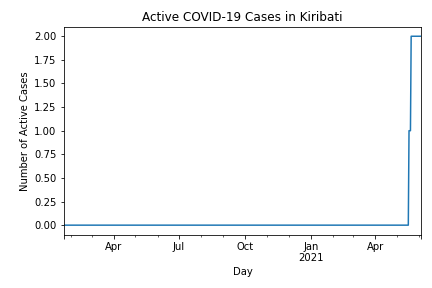 Active COVID-19 Cases in Kiribati
2.00
1.75
1.50
1.25
1.00
0.75
0.50
0.25
0.00
Number of Active Cases
Apr Jul Oct Jan Apr
2021
Day